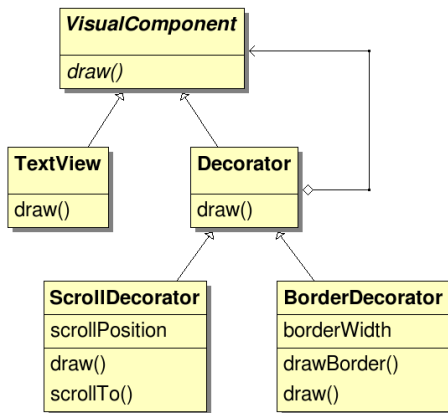 VisualComponent
draw()
TextView
draw()
Decorator
draw()
ScrollDecorator
scrollPosition
draw()
scrollTo()
BorderDecorator
borderWidth
drawBorder()
draw()